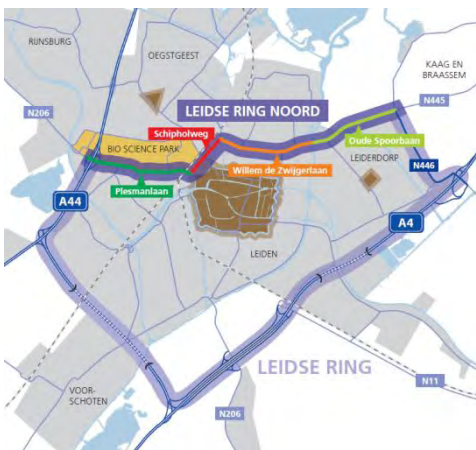 RIJNSBURG
OEGSTGEEST
KAAG EN
BRAASSEM
N206
LEIDSE RING NOORD
N445
Schipholweg
BIO SCIENCE PARK
Oude Spoorbaan
Willem de Zwijgerlaan
LEIDERDORP
N446
Plesmanlaan
A44
A4
LEIDEN
LEIDSE RING
N11
VOOR-
SCHOTEN
N206